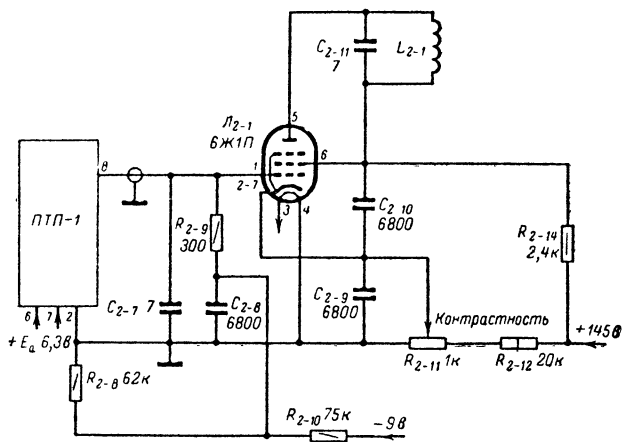 C₂₋₁₁
7
L₂₋₁
5
Л₂₋₁
6Ж1П
8
1
6
2-7
3
4
ПТП-1
R₂₋₉
300
C₂ ₁₀
6800
R₂₋₁₄
2,4к
C₂₋₇ 7
C₂₋₈
6800
C₂₋₉
6800
Контрастность
6 7 2
+ Eₐ 6,3в
+145в
R₂₋₁₁ 1к
R₂₋₁₂ 20к
R₂₋₈ 62к
R₂₋₁₀ 75к
−9в